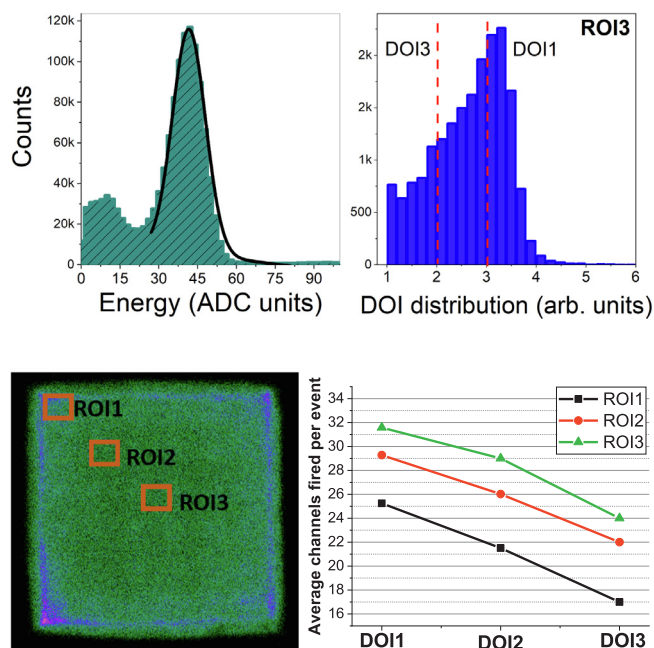 120k
100k
80k
60k
40k
20k
0
Counts
0 15 30 45 60 75 90
Energy (ADC units)
ROI3
DOI3 DOI1
2k
2k
1k
500
0
1 2 3 4 5 6
DOI distribution (arb. units)
ROI1
ROI2
ROI3
Average channels fired per event
34
32
30
28
26
24
22
20
18
16
ROI1
ROI2
ROI3
DOI1 DOI2 DOI3